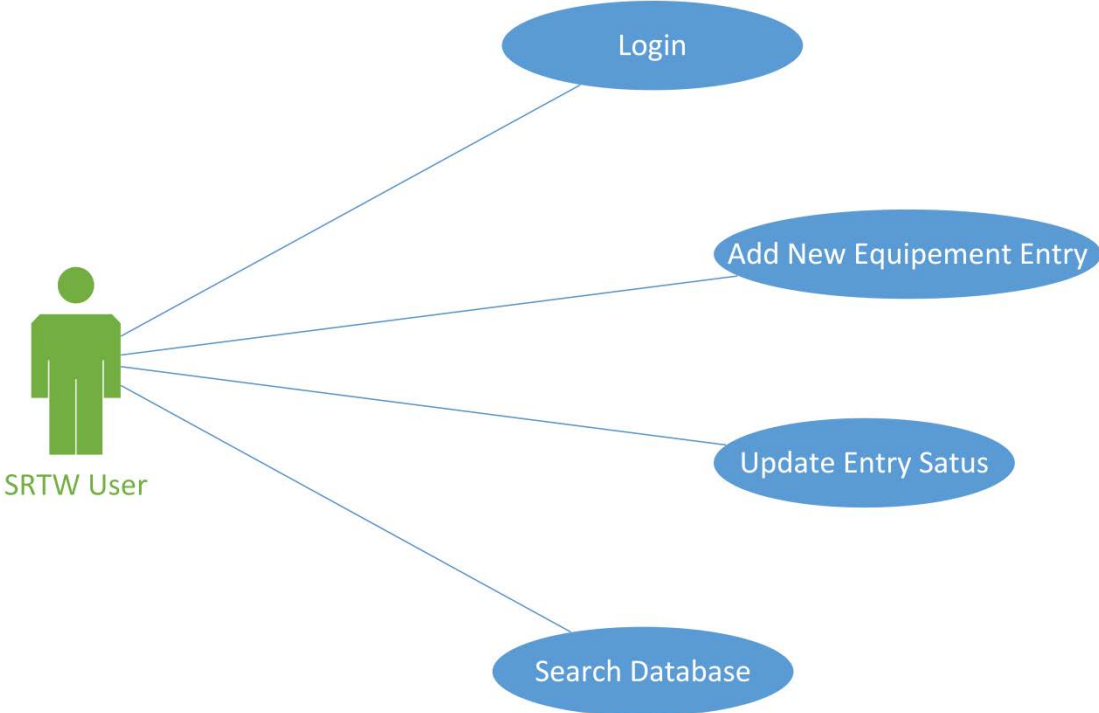 Login
Add New Equipement Entry
SRTW User
Update Entry Satus
Search Database